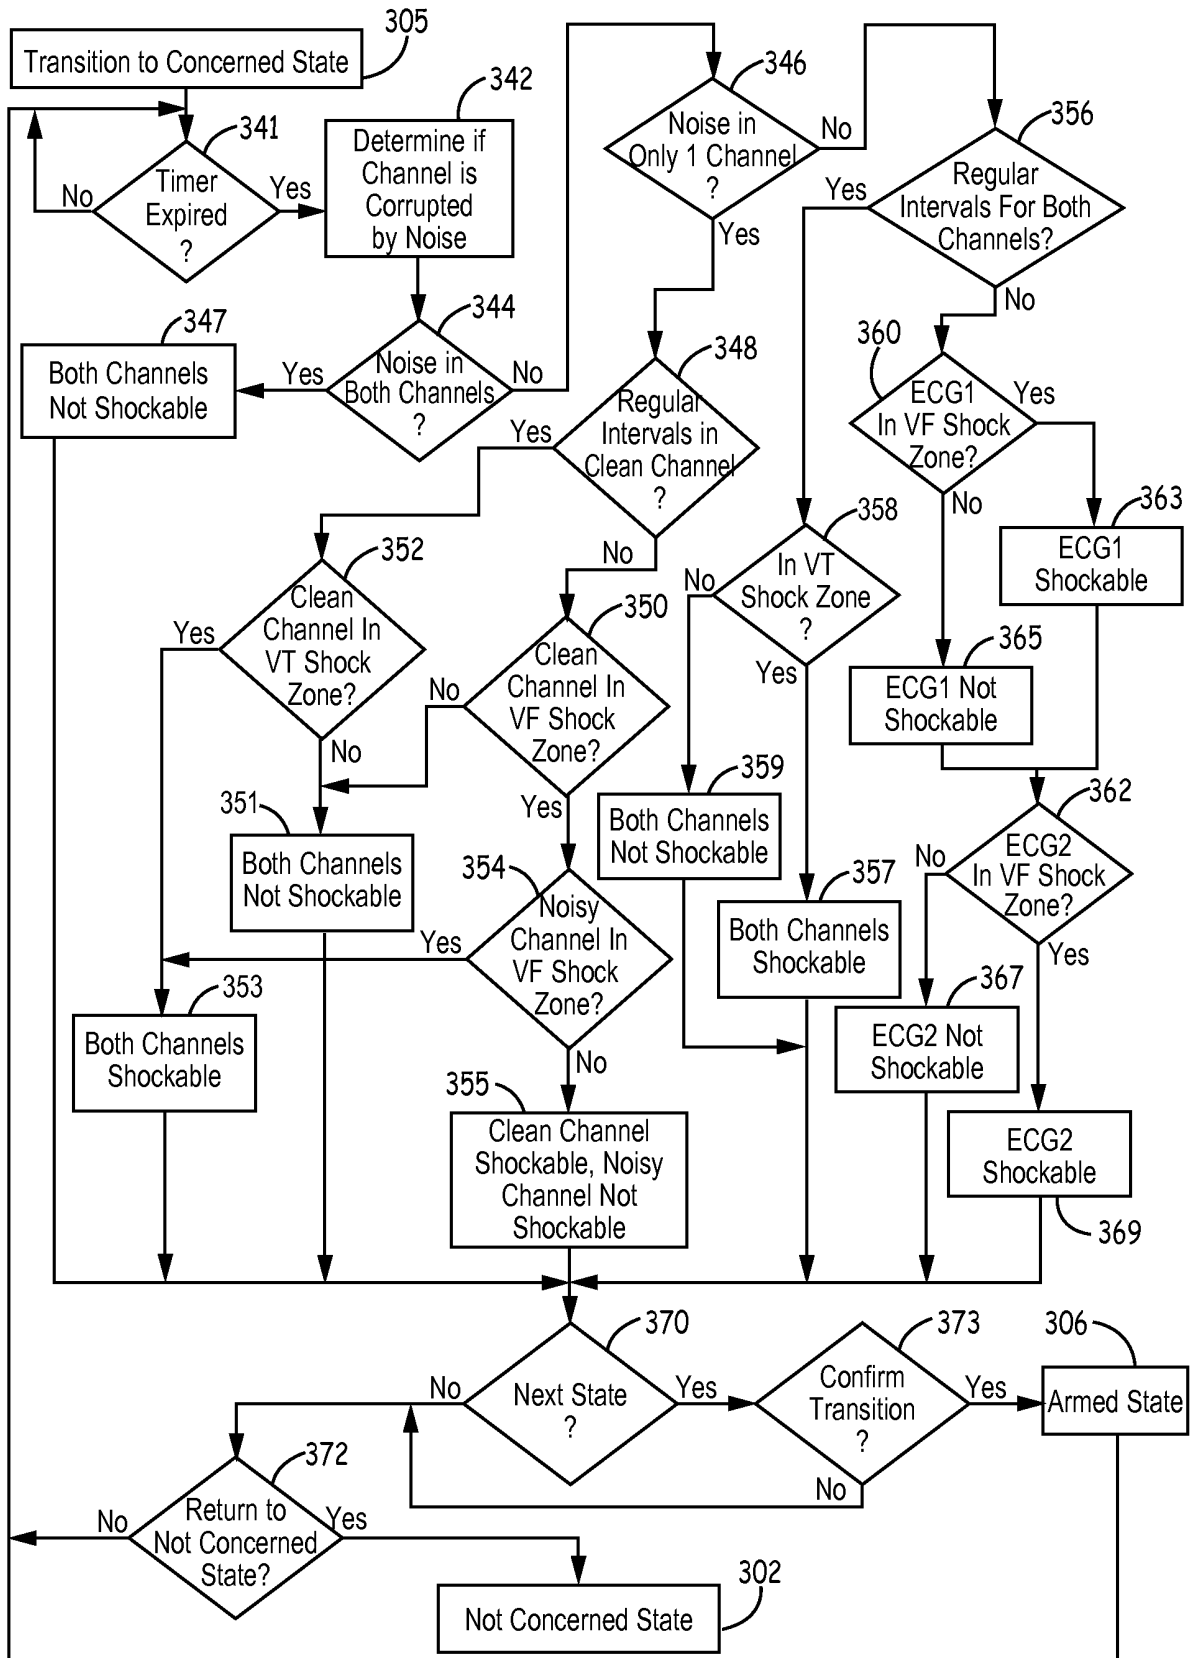 305
Transition to Concerned State
341
Timer
Expired
?
No
Yes
342
Determine if
Channel is
Corrupted
by Noise
344
Noise in
Both Channels
?
Yes
No
347
Both Channels
Not Shockable
346
Noise in
Only 1 Channel
?
No
Yes
356
Regular
Intervals For Both
Channels?
Yes
No
348
Regular
Intervals in
Clean Channel
?
Yes
No
360
ECG1
In VF Shock
Zone?
Yes
No
363
ECG1
Shockable
365
ECG1 Not
Shockable
358
In VT
Shock Zone
?
No
Yes
352
Clean
Channel In
VT Shock
Zone?
Yes
No
350
Clean
Channel In
VF Shock
Zone?
No
Yes
359
Both Channels
Not Shockable
357
Both Channels
Shockable
362
ECG2
In VF Shock
Zone?
No
Yes
351
Both Channels
Not Shockable
354
Noisy
Channel In
VF Shock
Zone?
Yes
No
353
Both Channels
Shockable
367
ECG2 Not
Shockable
355
Clean Channel
Shockable, Noisy
Channel Not
Shockable
ECG2
Shockable
369
370
Next State
?
No
Yes
373
Confirm
Transition
?
Yes
No
306
Armed State
372
Return to
Not Concerned
State?
No
Yes
302
Not Concerned State